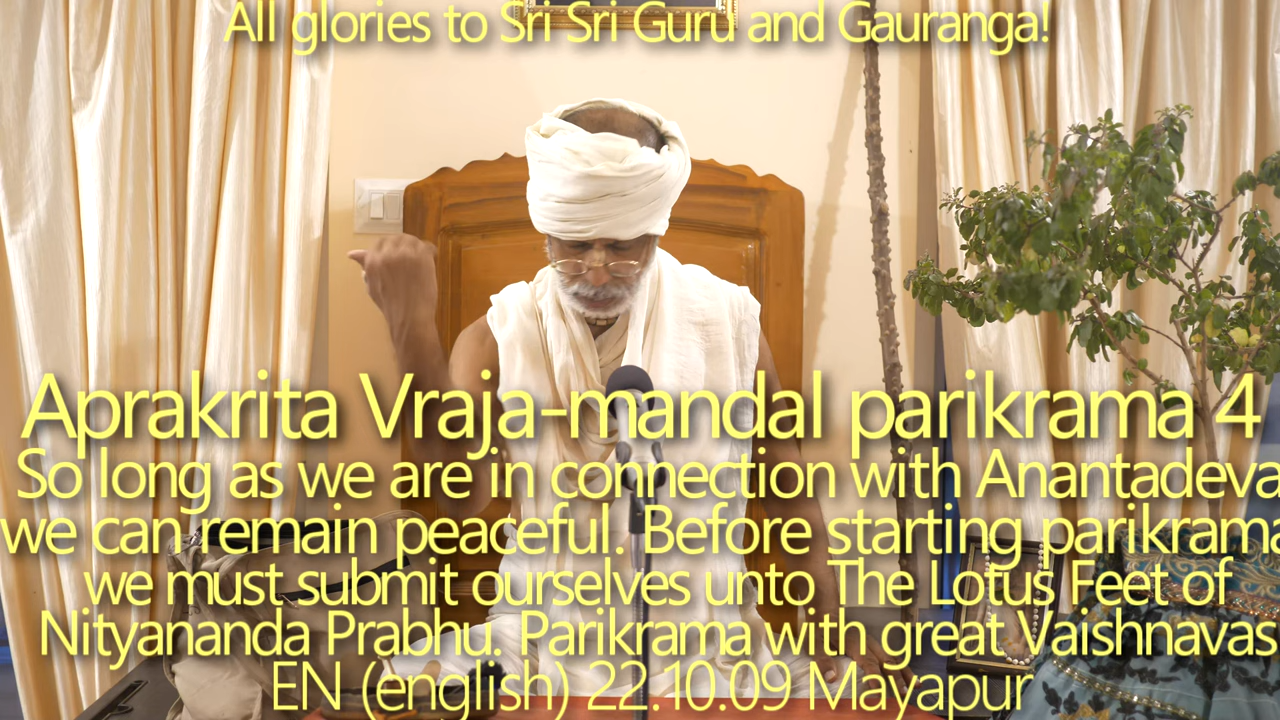 All glories to Sri Sri Guru and Gauranga!
Aprakrita Vraja-mandal parikrama 4
So long as we are in connection with Anantadeva
we can remain peaceful. Before starting parikrama
we must submit ourselves unto The Lotus Feet of
Nityananda Prabhu. Parikrama with great Vaishnavas
EN (english) 22.10.09 Mayapur